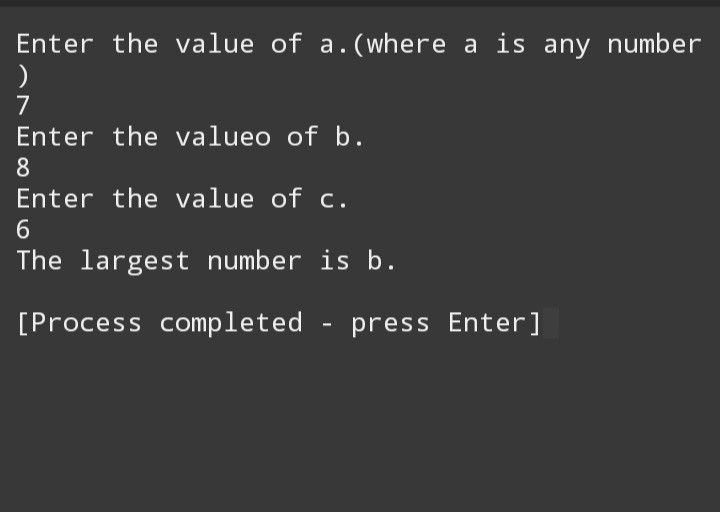 Enter the value of a.(where a is any number
)
7
Enter the valueo of b.
8
Enter the value of c.
6
The largest number is b.
[Process completed - press Enter]